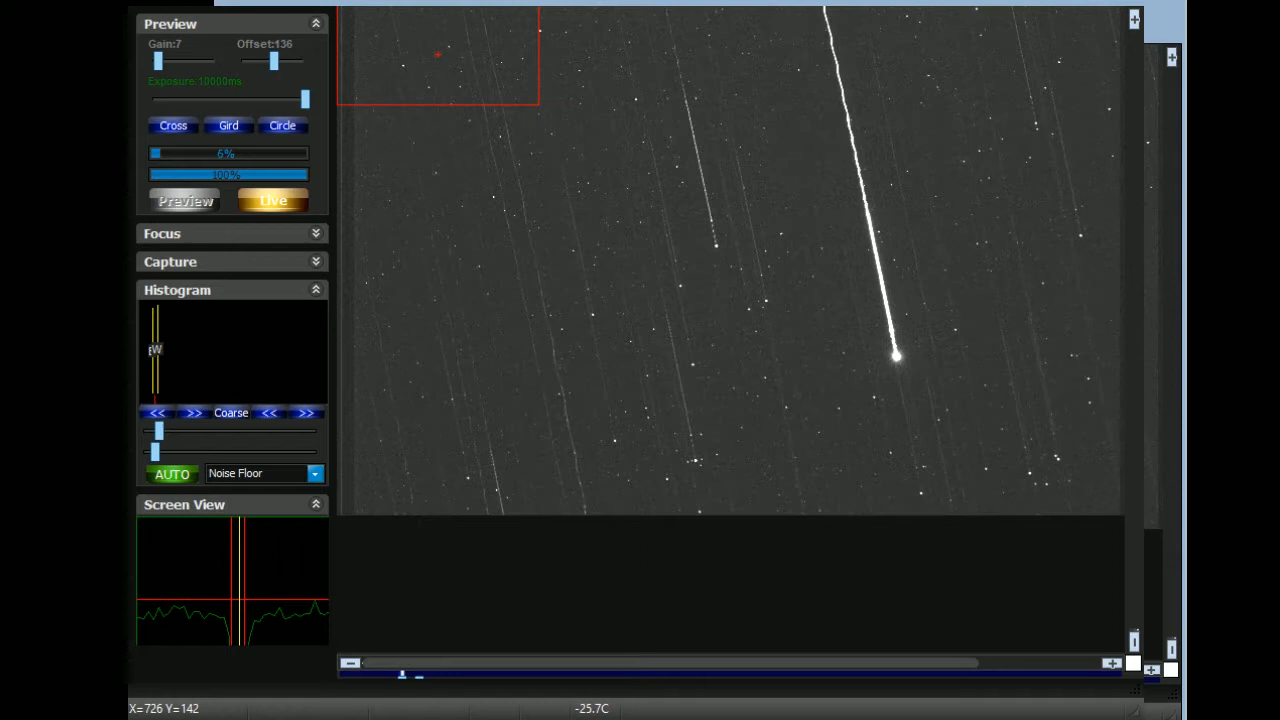 Preview
Gain:7 Offset:136
Exposure:10000ms
Cross Gird Circle
6%
100%
Preview Live
Focus
Capture
Histogram
<< >> Coarse << >>
AUTO Noise Floor
Screen View
X=726 Y=142 -25.7C